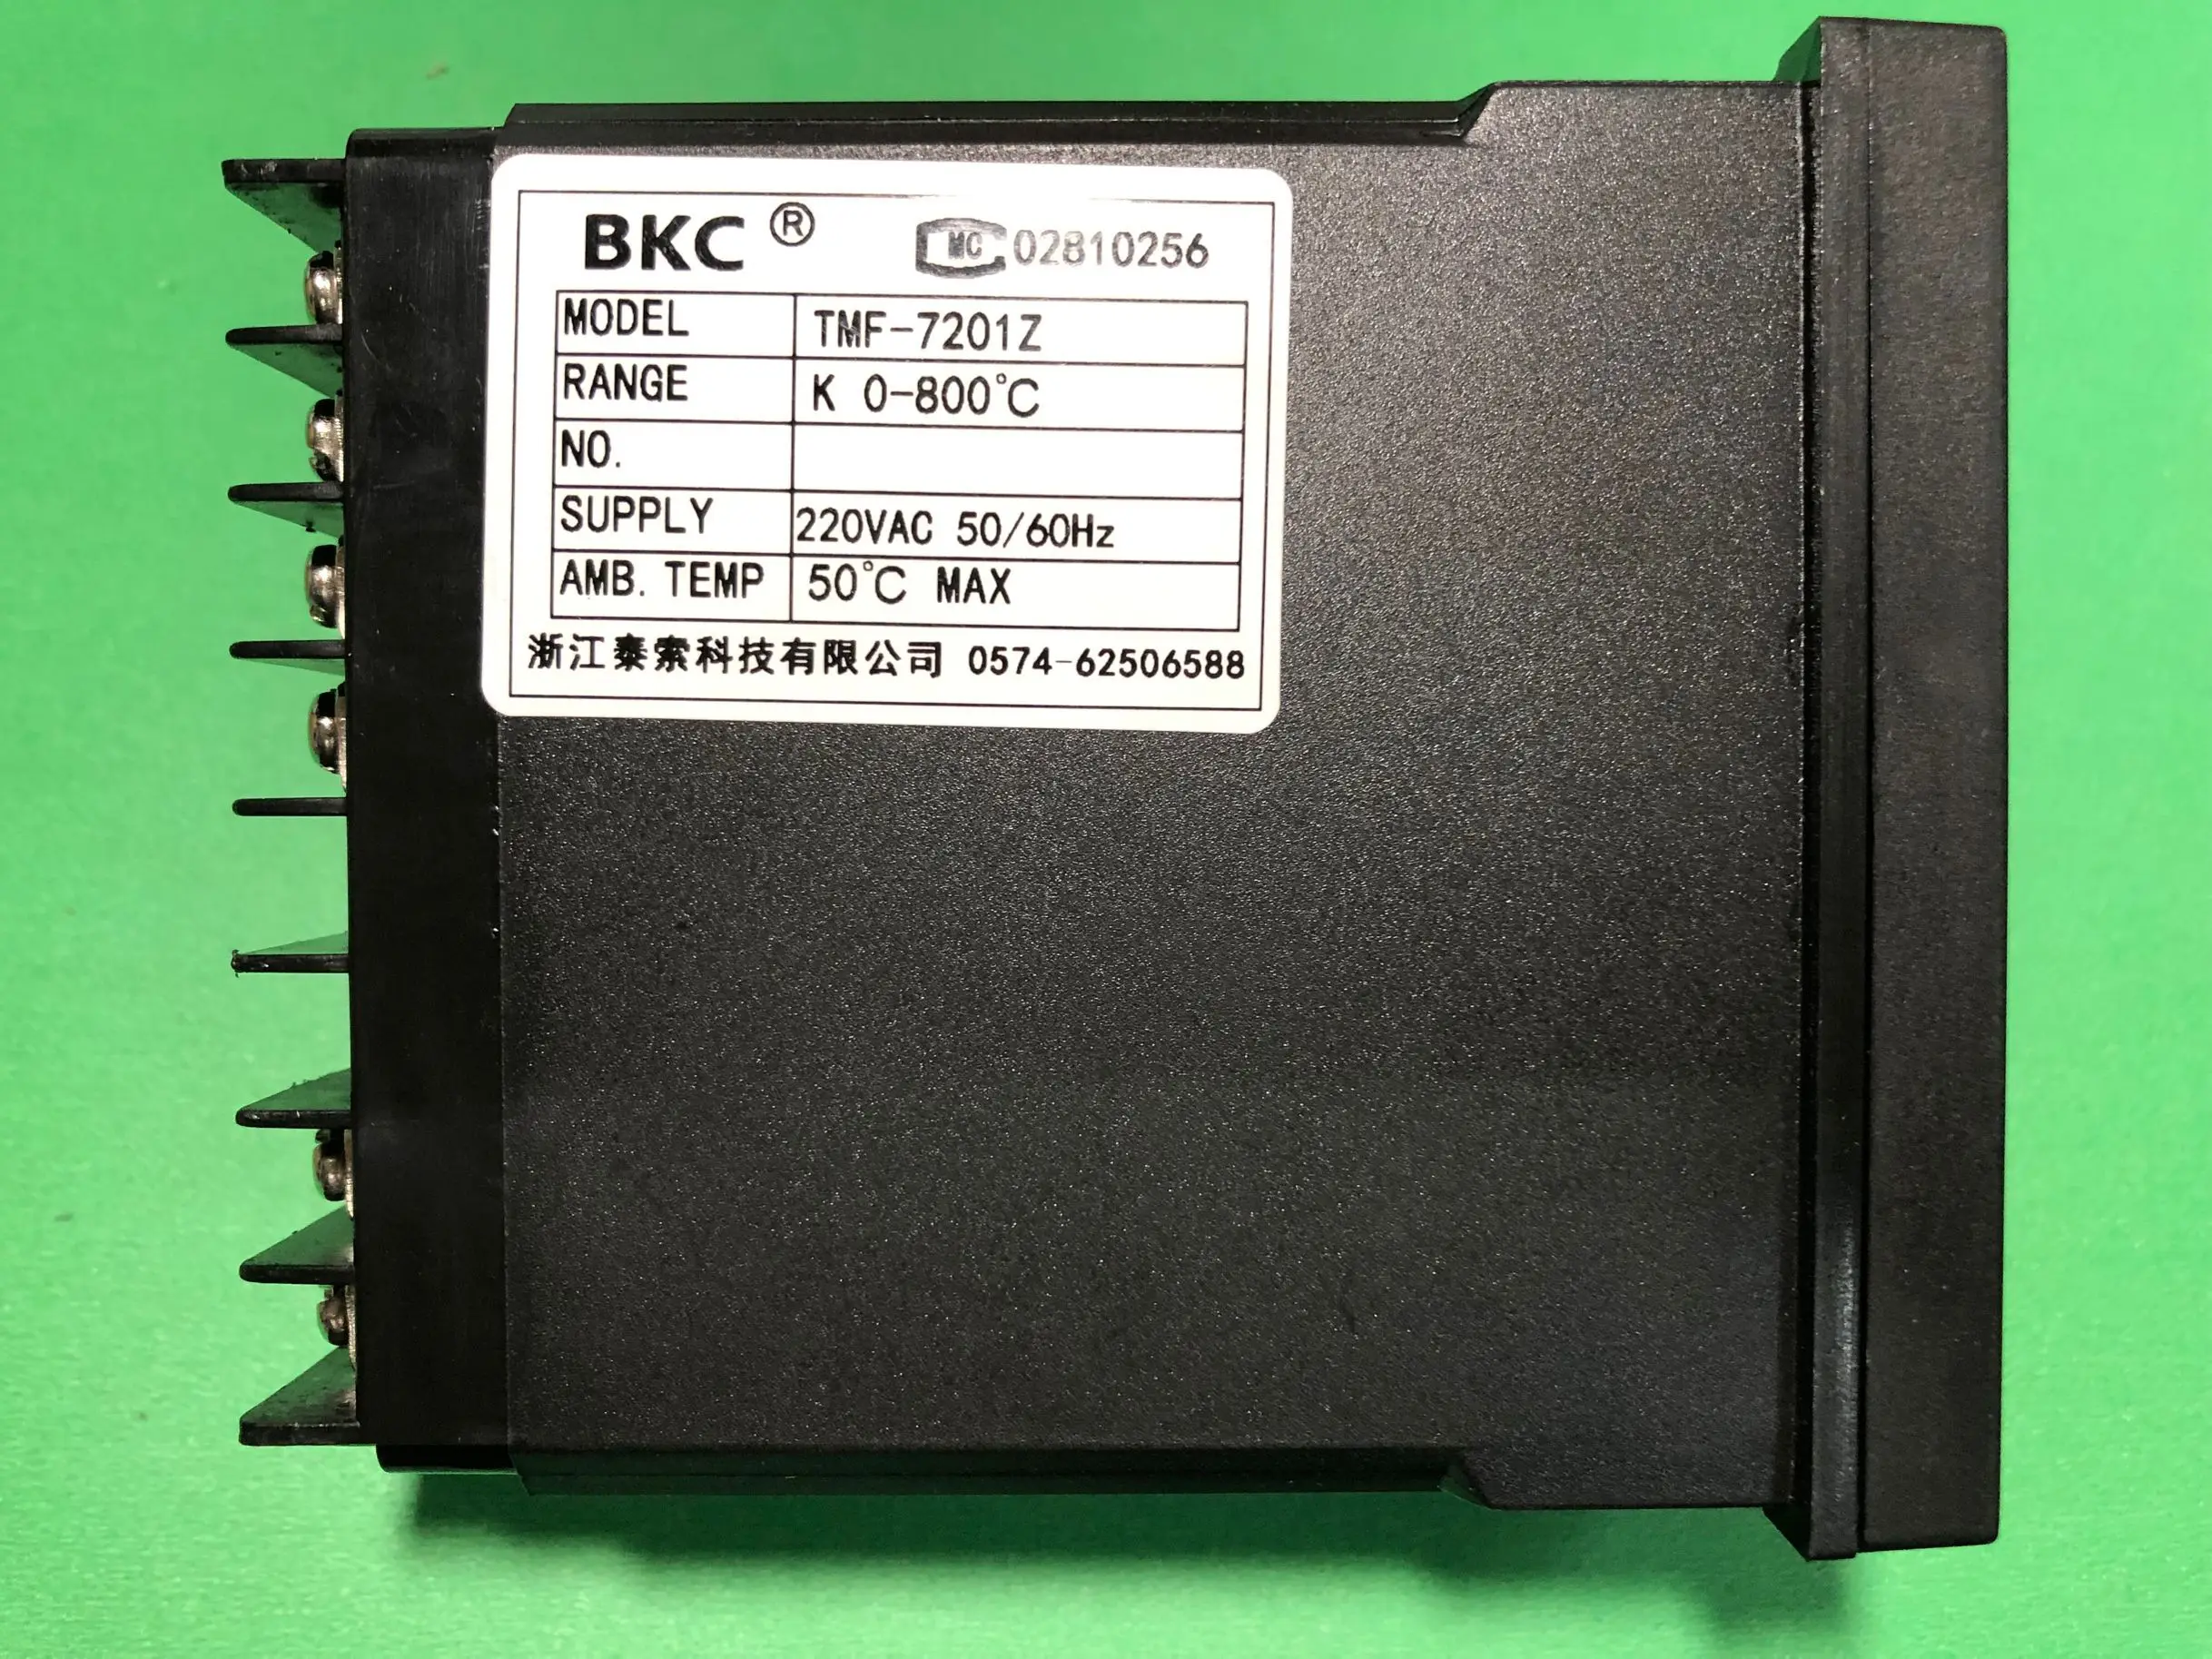 BKC ® MC 02810256
MODEL TMF-7201Z
RANGE K 0-800℃
NO.
SUPPLY 220VAC 50/60Hz
AMB. TEMP 50℃ MAX
浙江泰索科技有限公司 0574-62506588